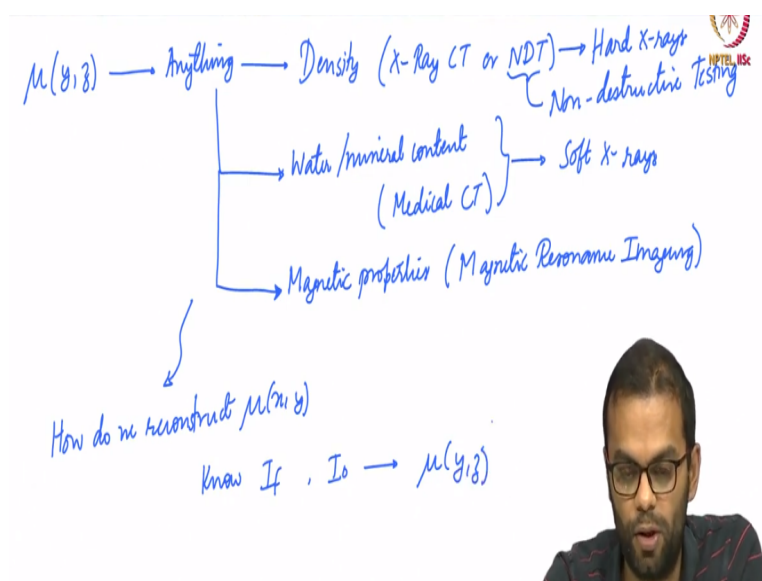 μ(y,z) → Anything → Density (X-Ray CT or NDT) → Hard X-rays
Non-destructive Testing
NPTEL, IISc
Water/mineral content
(Medical CT)
→ Soft X-rays
Magnetic properties (Magnetic Resonance Imaging)
How do we reconstruct μ(x,y)
Know If, Io → μ(y,z)